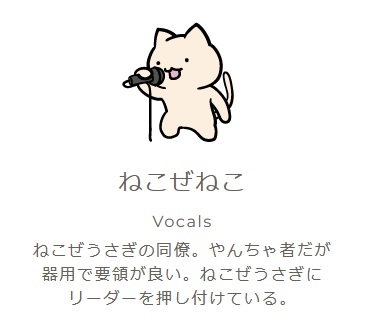 ねこぜねこ
Vocals
ねこぜうさぎの同僚。やんちゃ者だが
器用で要領が良い。ねこぜうさぎに
リーダーを押し付けている。